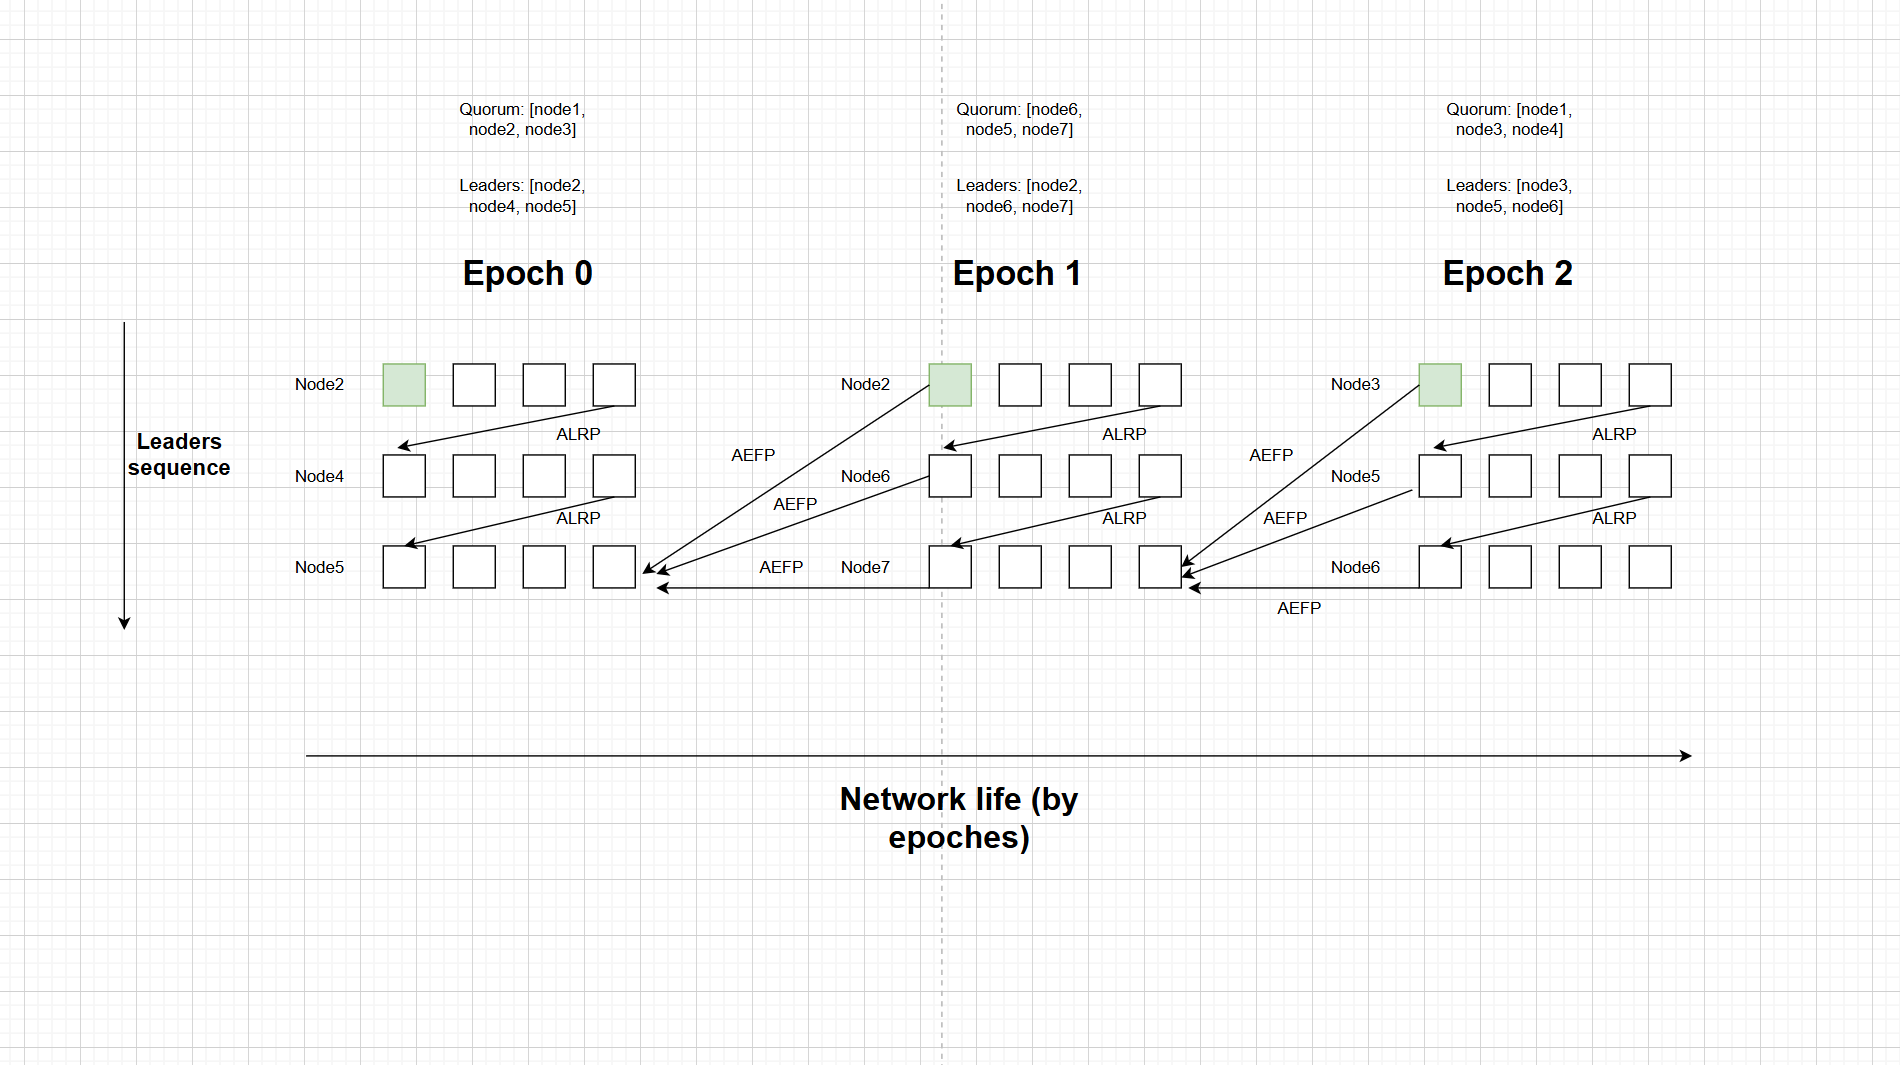 Quorum: [node1,
node2, node3]
Quorum: [node6,
node5, node7]
Quorum: [node1,
node3, node4]
Leaders: [node2,
node4, node5]
Leaders: [node2,
node6, node7]
Leaders: [node3,
node5, node6]
Epoch 0
Epoch 1
Epoch 2
Node2
Node2
Node3
Leaders
sequence
ALRP
ALRP
ALRP
AEFP
AEFP
Node4
Node6
Node5
AEFP
AEFP
ALRP
ALRP
ALRP
Node5
AEFP
Node7
Node6
AEFP
Network life (by
epoches)